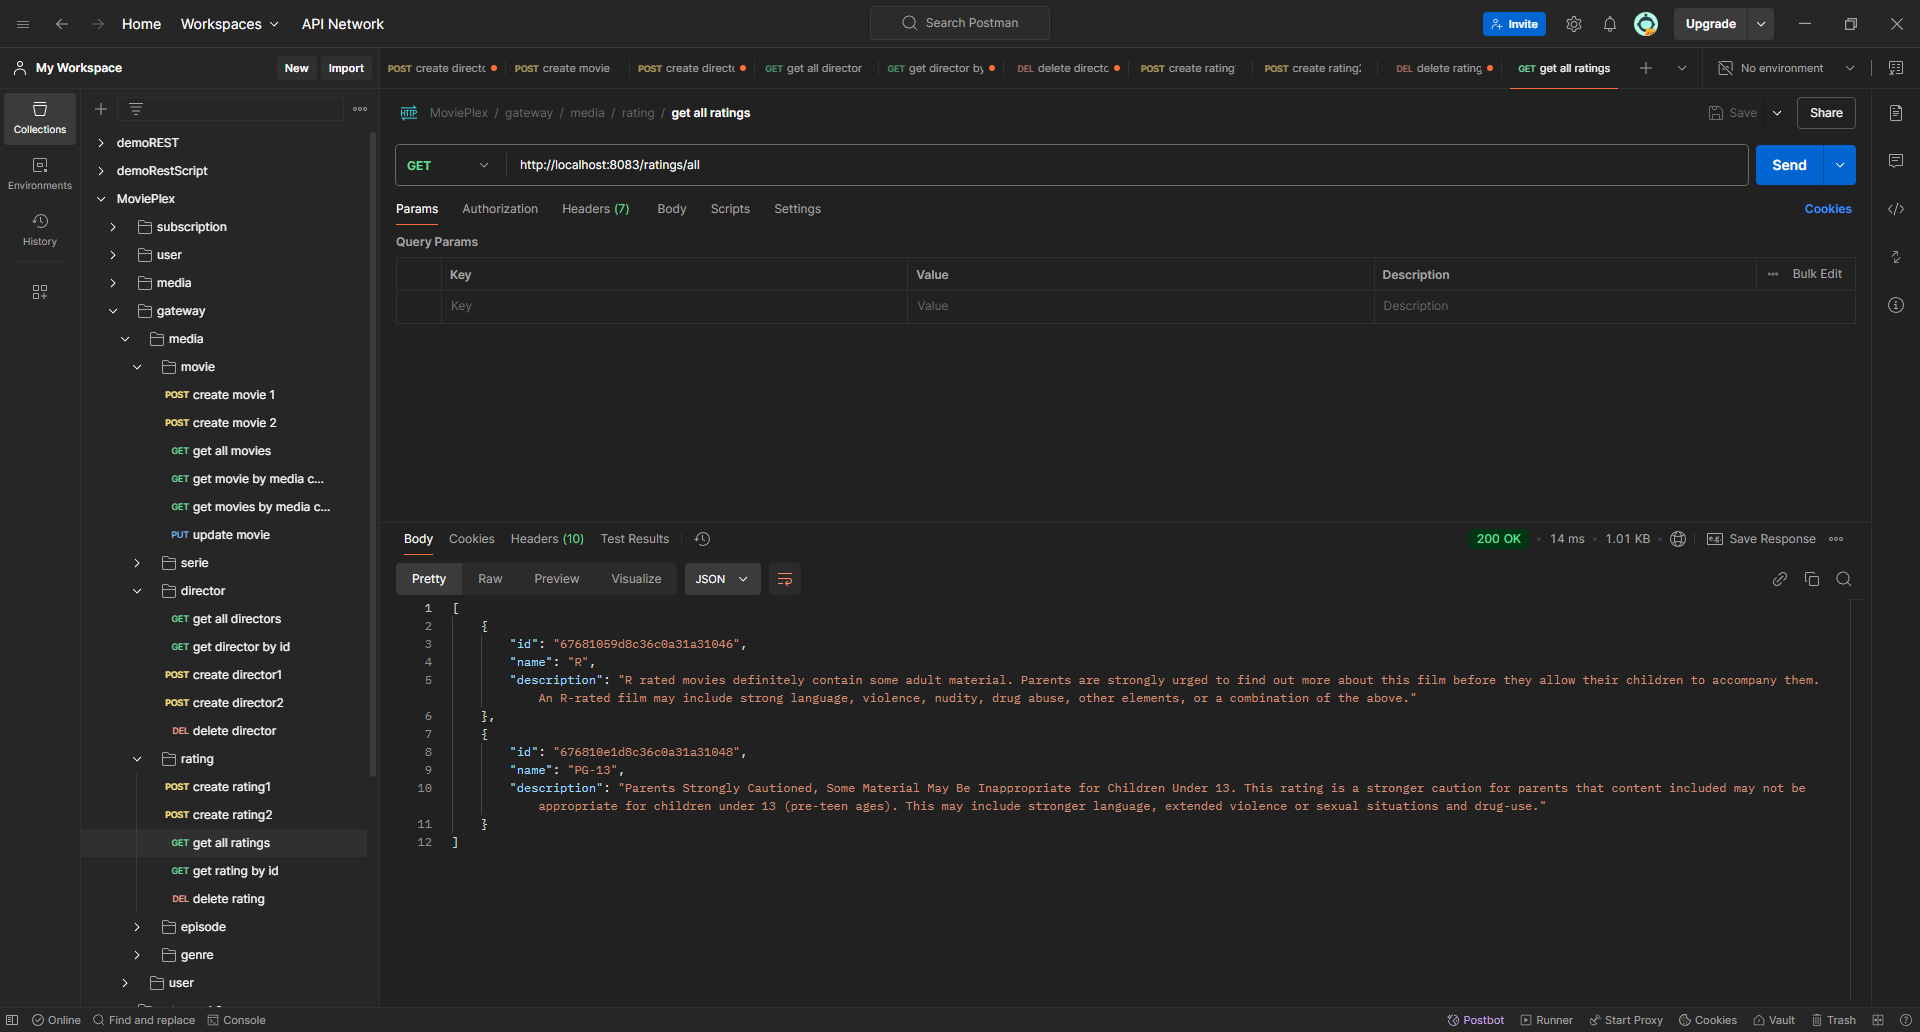 Home Workspaces API Network Search Postman Invite Upgrade
My Workspace New Import POST create directo POST create movie POST create directo GET get all director GET get director by DEL delete directo POST create rating POST create rating2 DEL delete rating GET get all ratings No environment
Collections
Environments
History
demoREST
demoRestScript
MoviePlex
subscription
user
media
gateway
media
movie
POST create movie 1
POST create movie 2
GET get all movies
GET get movie by media c...
GET get movies by media c...
PUT update movie
serie
director
GET get all directors
GET get director by id
POST create director1
POST create director2
DEL delete director
rating
POST create rating1
POST create rating2
GET get all ratings
GET get rating by id
DEL delete rating
episode
genre
user
HTTP MoviePlex / gateway / media / rating / get all ratings Save Share
GET http://localhost:8083/ratings/all Send
Params Authorization Headers (7) Body Scripts Settings Cookies
Query Params
Key Value Description Bulk Edit
Key Value Description
Body Cookies Headers (10) Test Results 200 OK 14 ms 1.01 KB Save Response
Pretty Raw Preview Visualize JSON
1 [
2 {
3 "id": "67681059d8c36c0a31a31046",
4 "name": "R",
5 "description": "R rated movies definitely contain some adult material. Parents are strongly urged to find out more about this film before they allow their children to accompany them.
An R-rated film may include strong language, violence, nudity, drug abuse, other elements, or a combination of the above."
6 },
7 {
8 "id": "676810e1d8c36c0a31a31048",
9 "name": "PG-13",
10 "description": "Parents Strongly Cautioned, Some Material May Be Inappropriate for Children Under 13. This rating is a stronger caution for parents that content included may not be
appropriate for children under 13 (pre-teen ages). This may include stronger language, extended violence or sexual situations and drug-use."
11 }
12 ]
Online Find and replace Console Postbot Runner Start Proxy Cookies Vault Trash